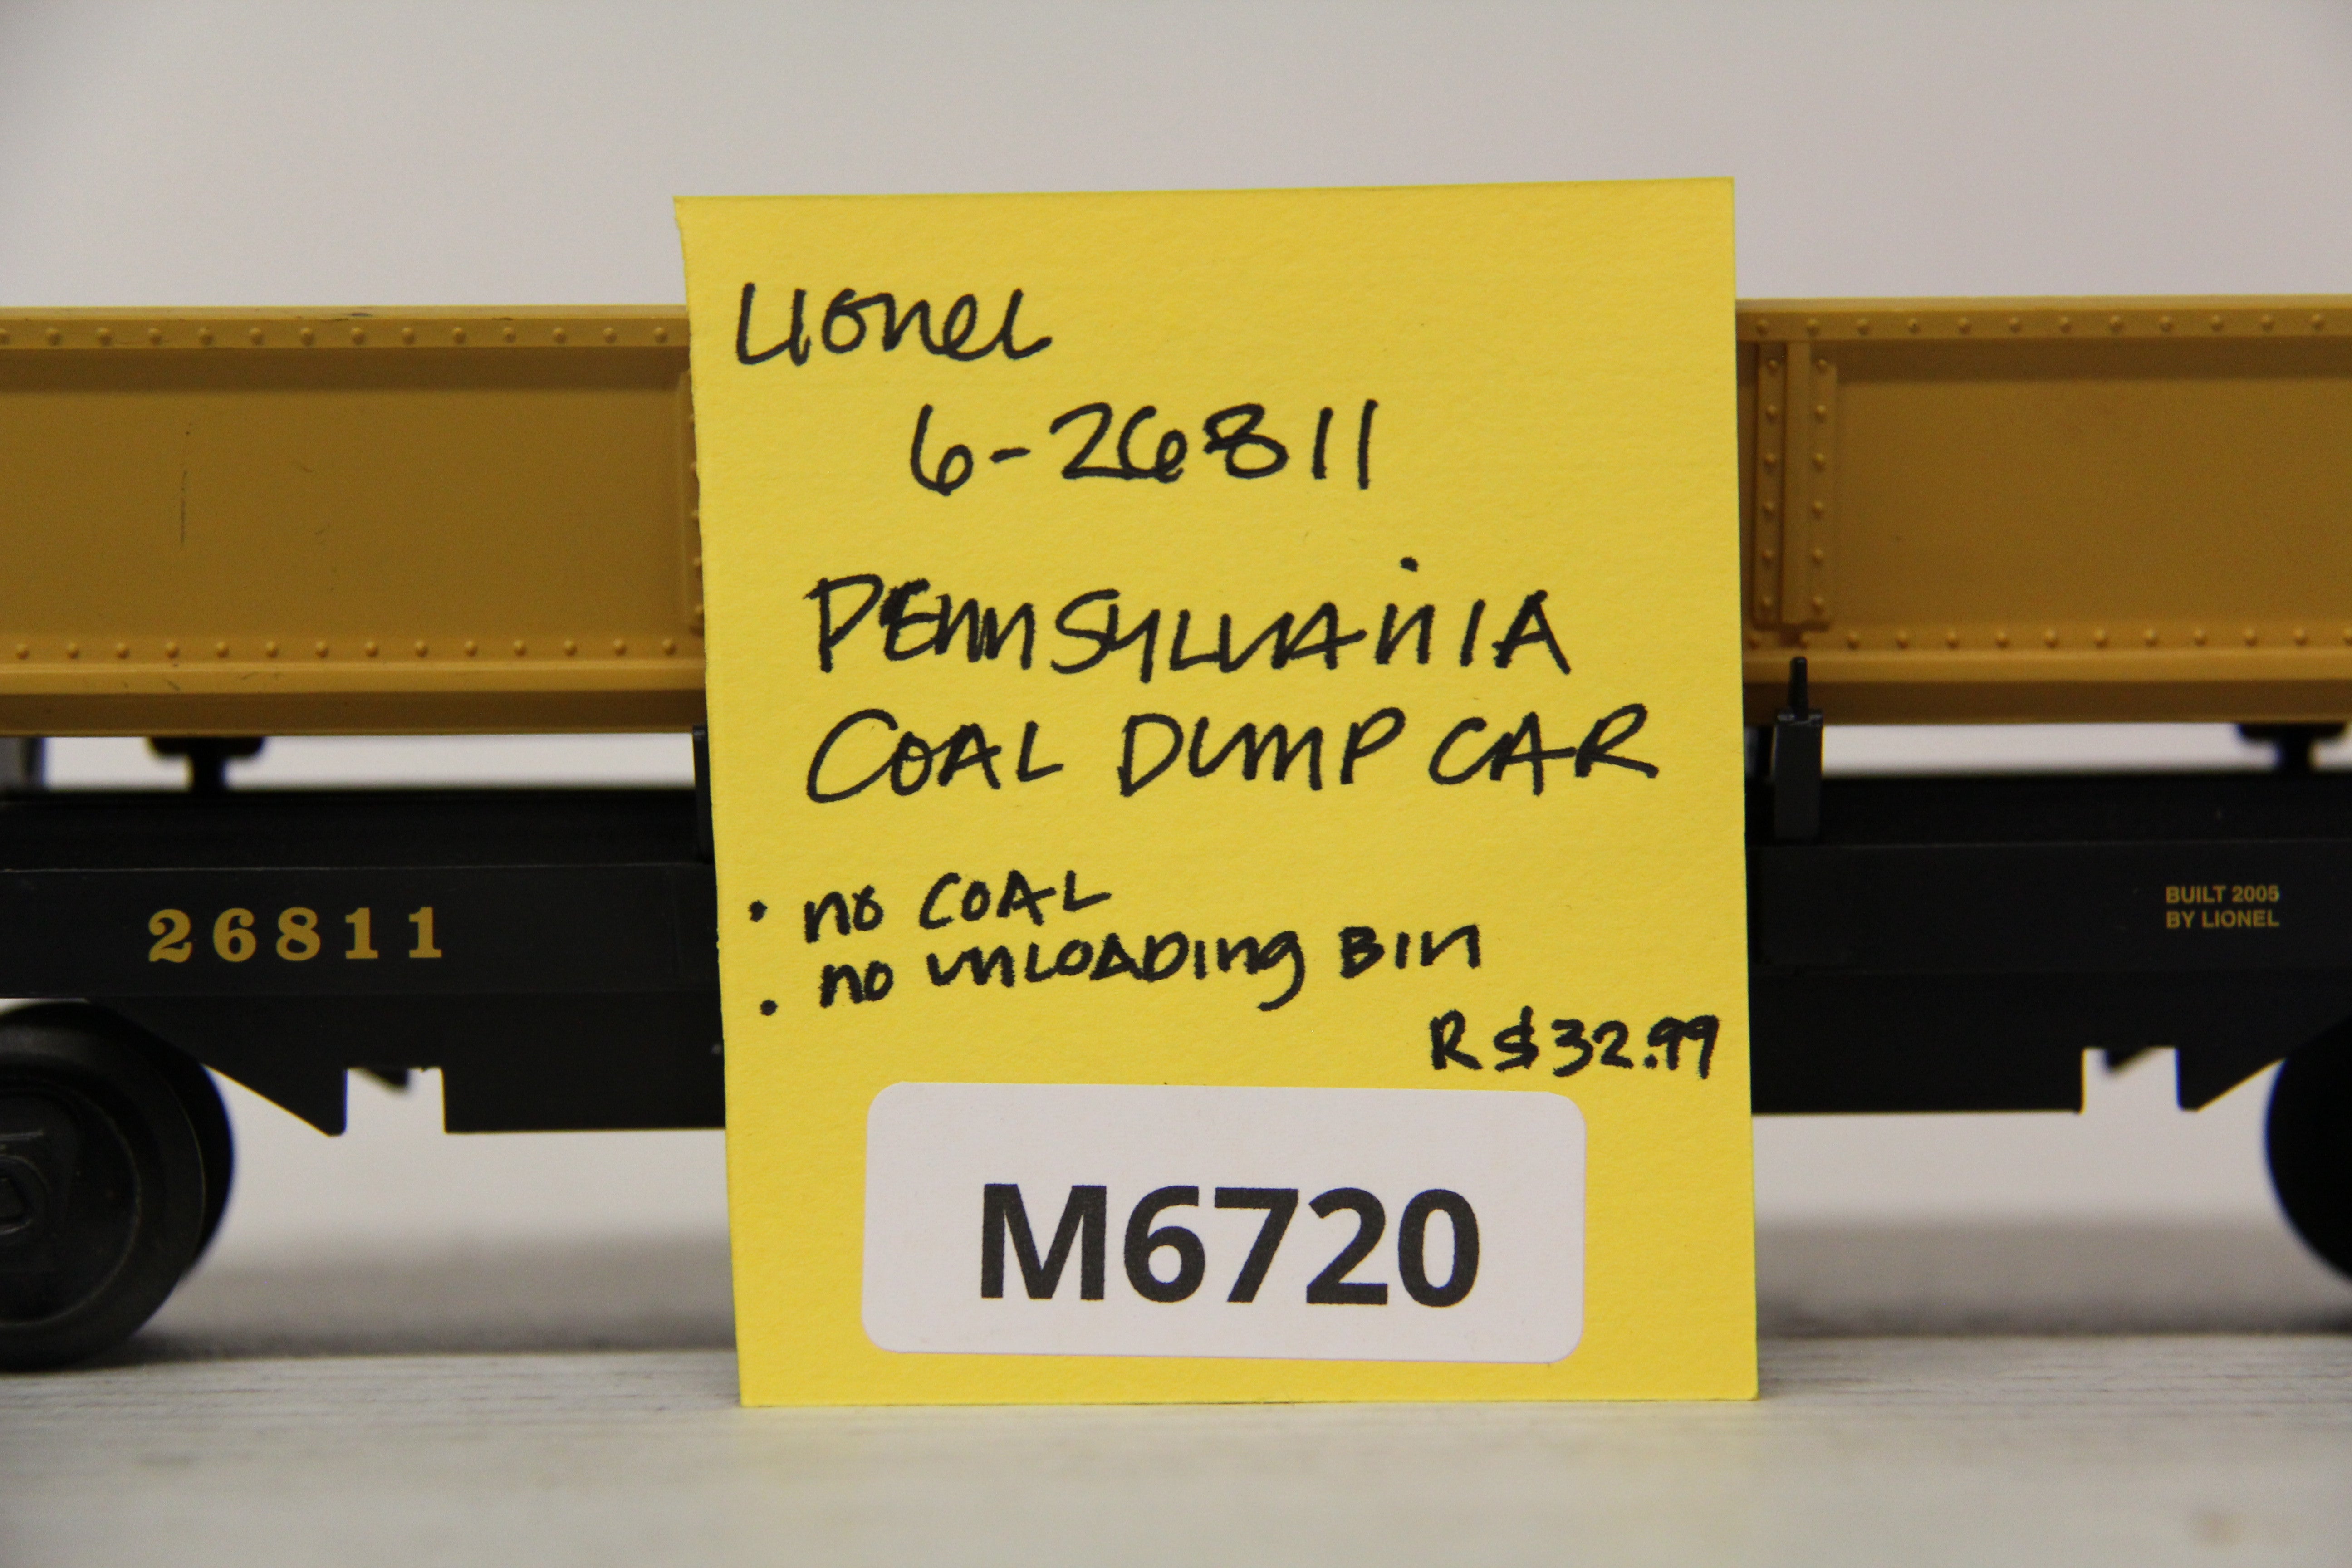 Lionel
6-26811
PENNSYLVANIA
COAL DUMP CAR
• no COAL
• no unloading Bin
R $32.99
M6720
26811
BUILT 2005
BY LIONEL